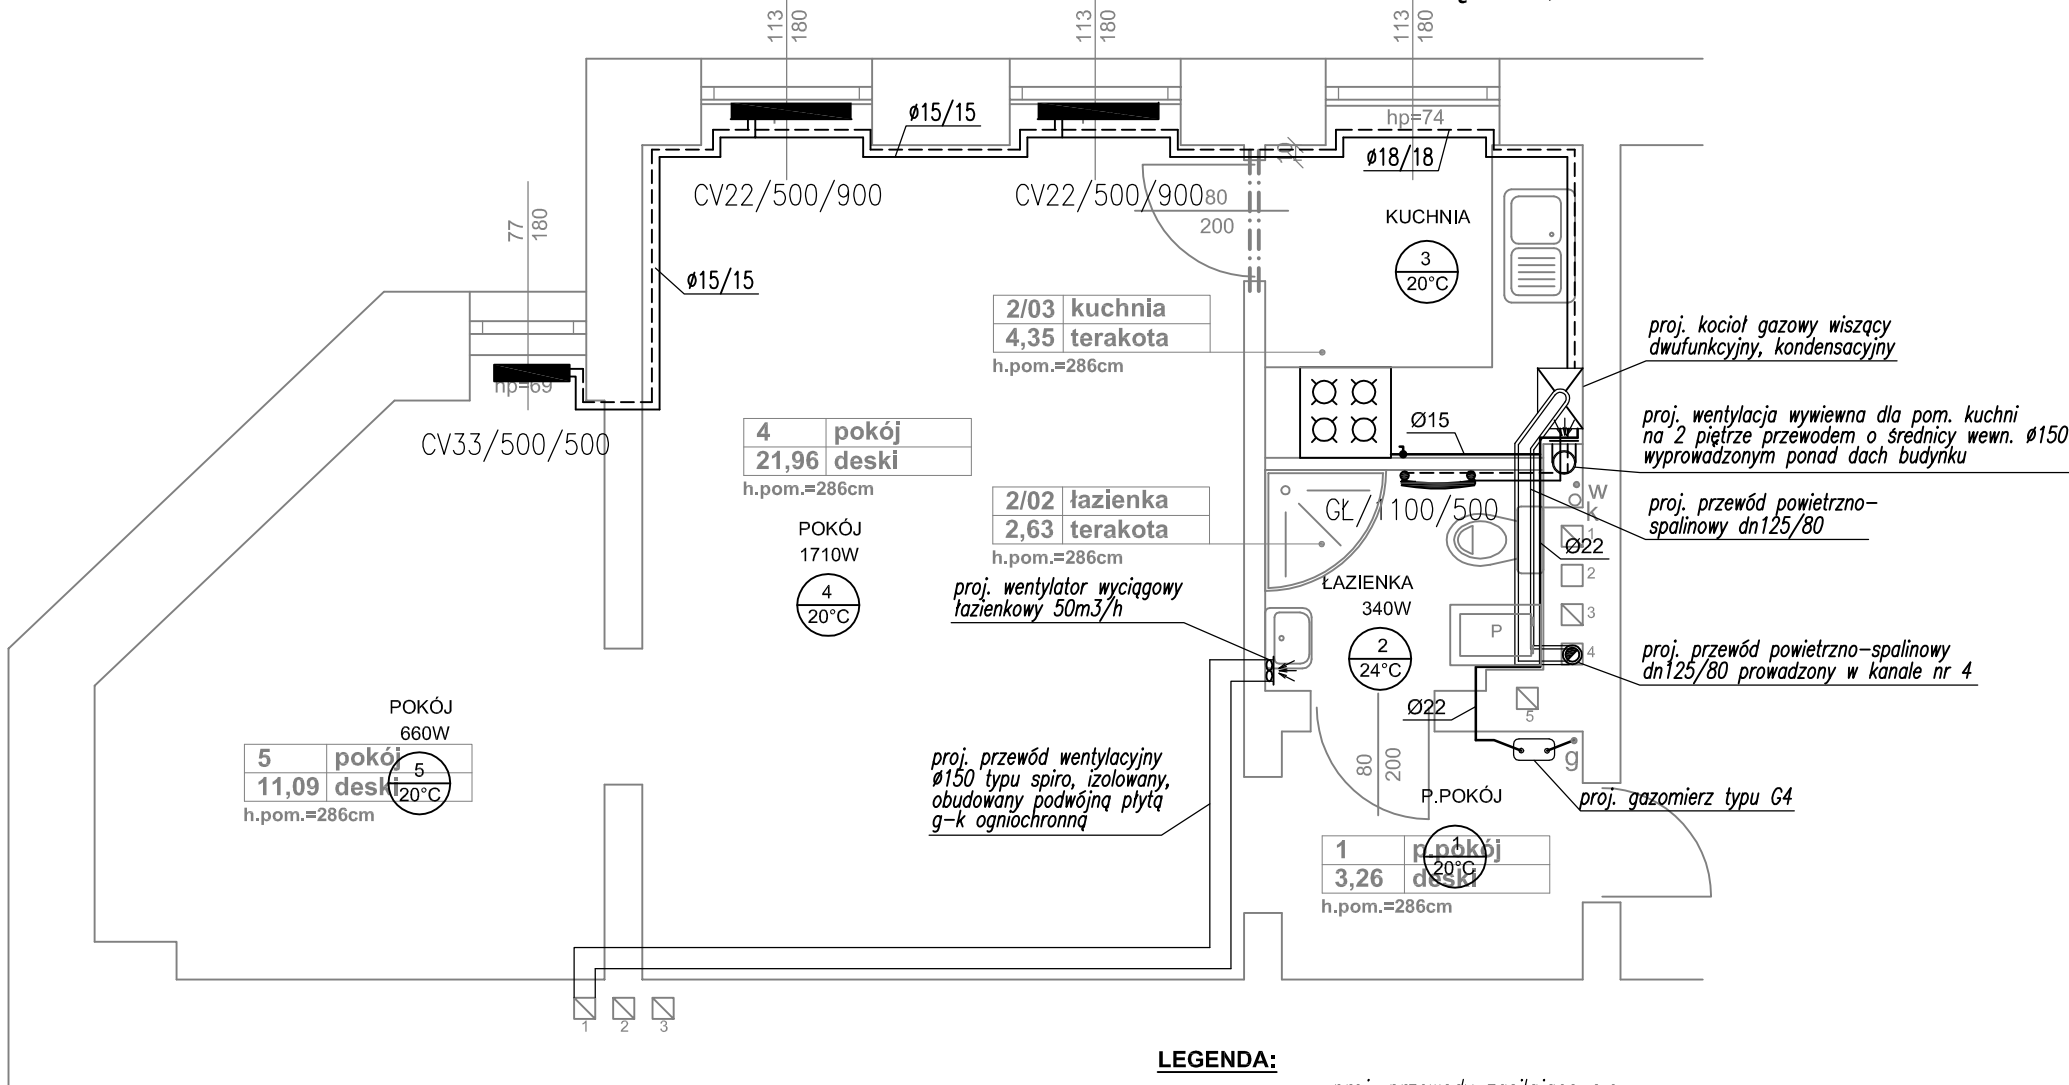 113
180
113
180
113
180
ø15/15
hp=74
ø18/18
10
CV22/500/900
CV22/500/900
80
200
KUCHNIA
3
20°C
77
180
ø15/15
2/03 kuchnia
4,35 terakota
h.pom.=286cm
proj. kocioł gazowy wiszący
dwufunkcyjny, kondensacyjny
hp=69
CV33/500/500
4 pokój
21,96 deski
h.pom.=286cm
Ø15
proj. wentylacja wywiewna dla pom. kuchni
na 2 piętrze przewodem o średnicy wewn. ø150
wyprowadzonym ponad dach budynku
2/02 łazienka
2,63 terakota
h.pom.=286cm
GŁ/1100/500
w
k
proj. przewód powietrzno-
spalinowy dn125/80
POKÓJ
1710W
4
20°C
1
Ø22
2
3
4
proj. wentylator wyciągowy
łazienkowy 50m3/h
ŁAZIENKA
340W
2
24°C
P
proj. przewód powietrzno-spalinowy
dn125/80 prowadzony w kanale nr 4
POKÓJ
660W
5 pokój
11,09 deski
h.pom.=286cm
5
20°C
Ø22
5
proj. przewód wentylacyjny
ø150 typu spiro, izolowany,
obudowany podwójną płytą
g-k ogniochronną
80
200
g
P.POKÓJ
proj. gazomierz typu G4
1 p.pokój
3,26 deski
h.pom.=286cm
1
20°C
1
2
3
LEGENDA: